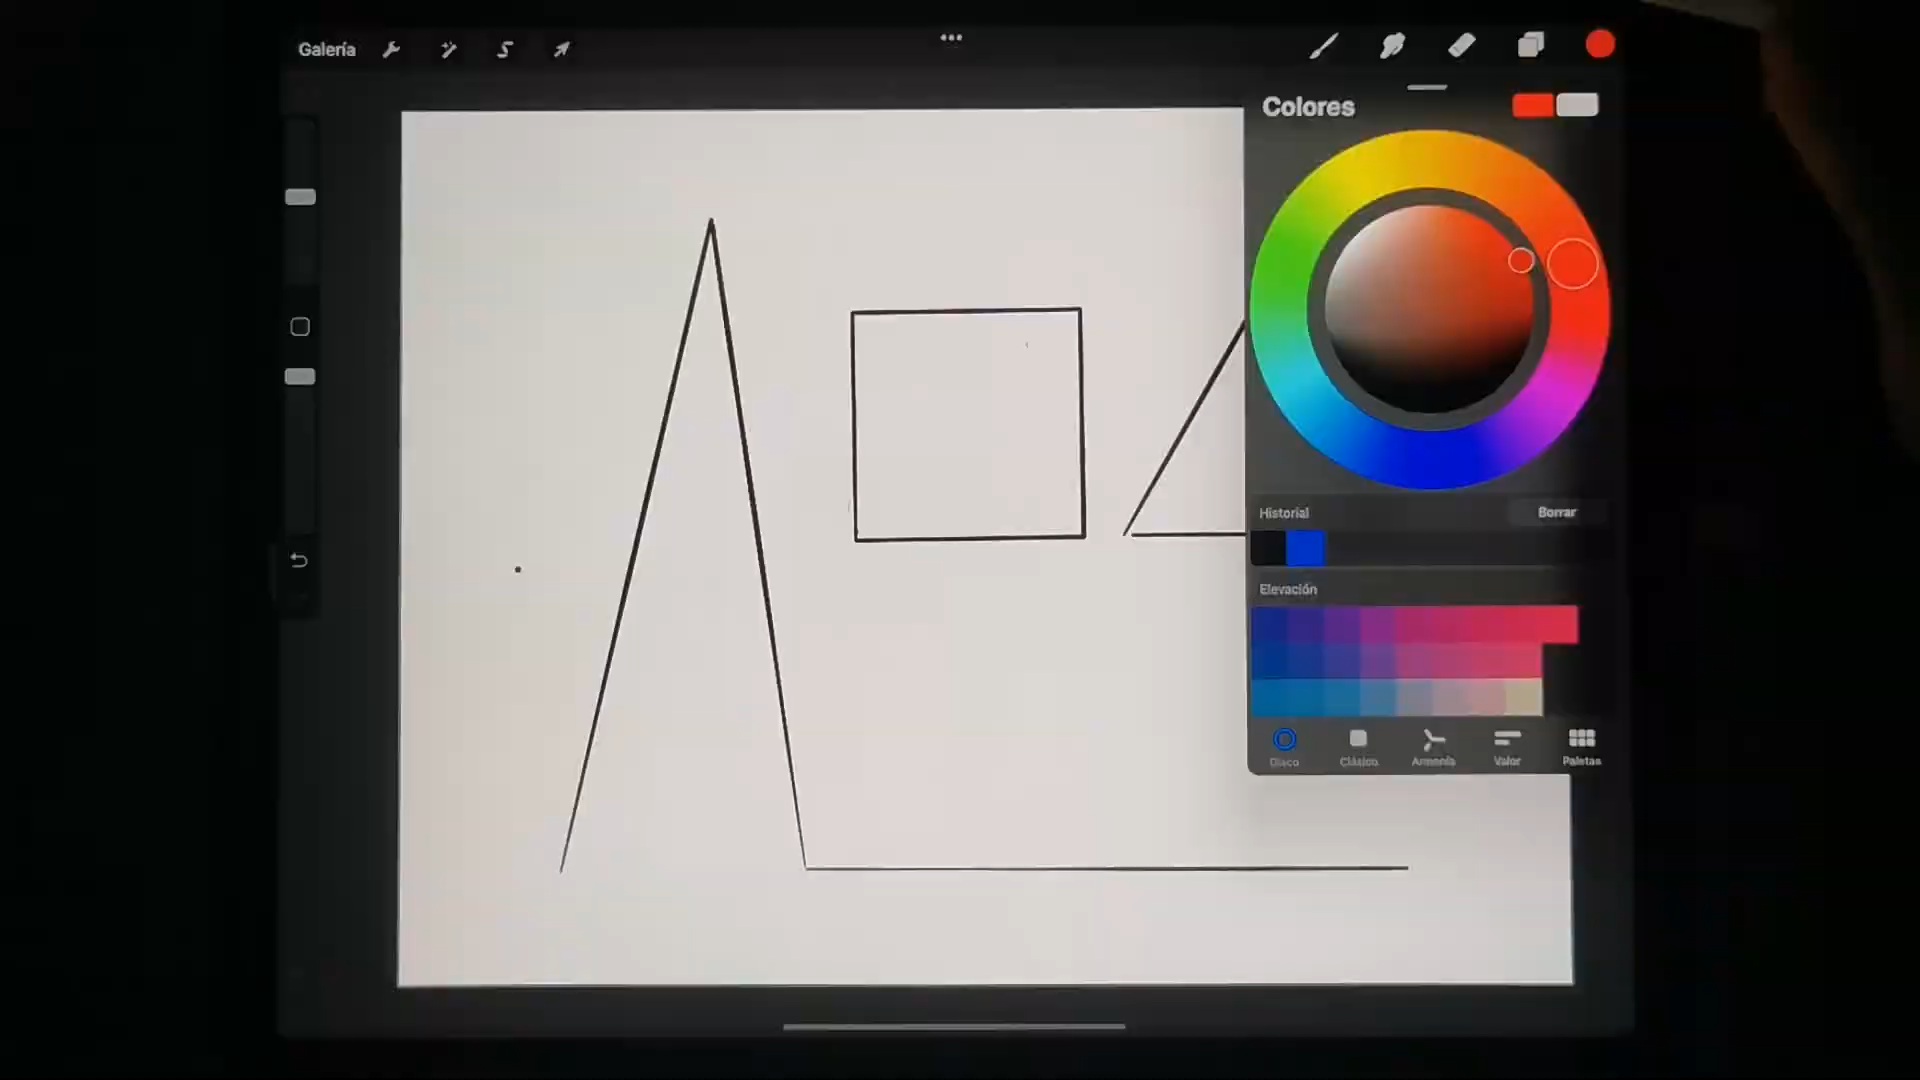 Galería
Colores
Historial
Borrar
Elevación
Disco
Clásico
Armonía
Valor
Paletas